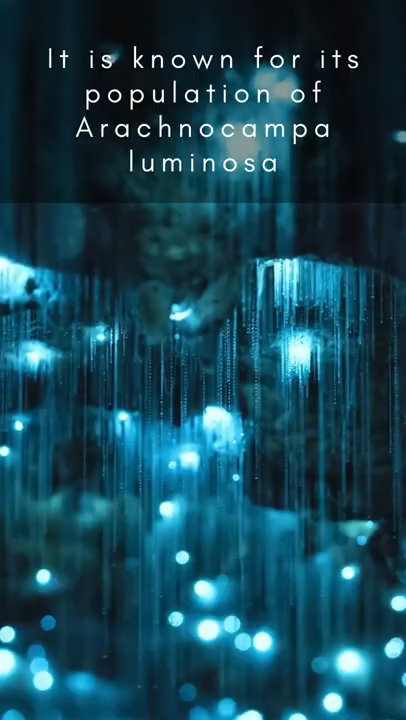 It is known for its
population of
Arachnocampa
luminosa